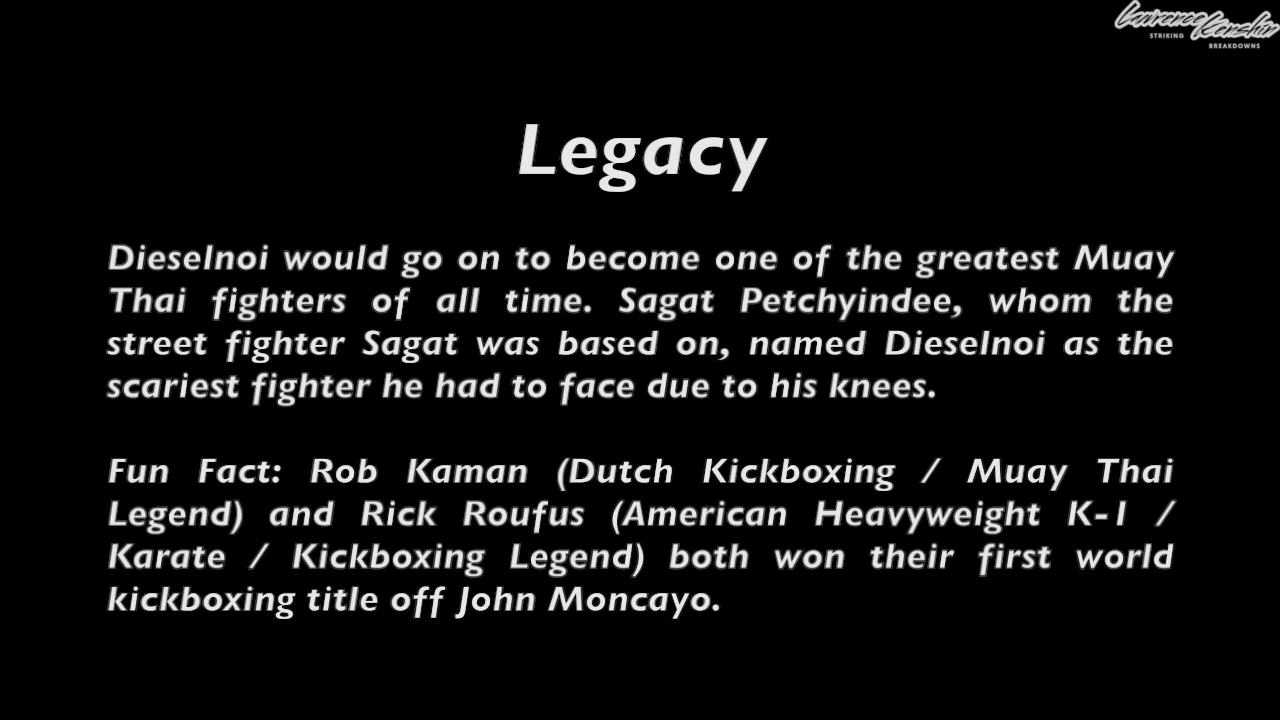 Lawrence Kenshin
STRIKING
BREAKDOWNS
Legacy
Dieselnoi would go on to become one of the greatest Muay
Thai fighters of all time. Sagat Petchyindee, whom the
street fighter Sagat was based on, named Dieselnoi as the
scariest fighter he had to face due to his knees.
Fun Fact: Rob Kaman (Dutch Kickboxing / Muay Thai
Legend) and Rick Roufus (American Heavyweight K-1 /
Karate / Kickboxing Legend) both won their first world
kickboxing title off John Moncayo.